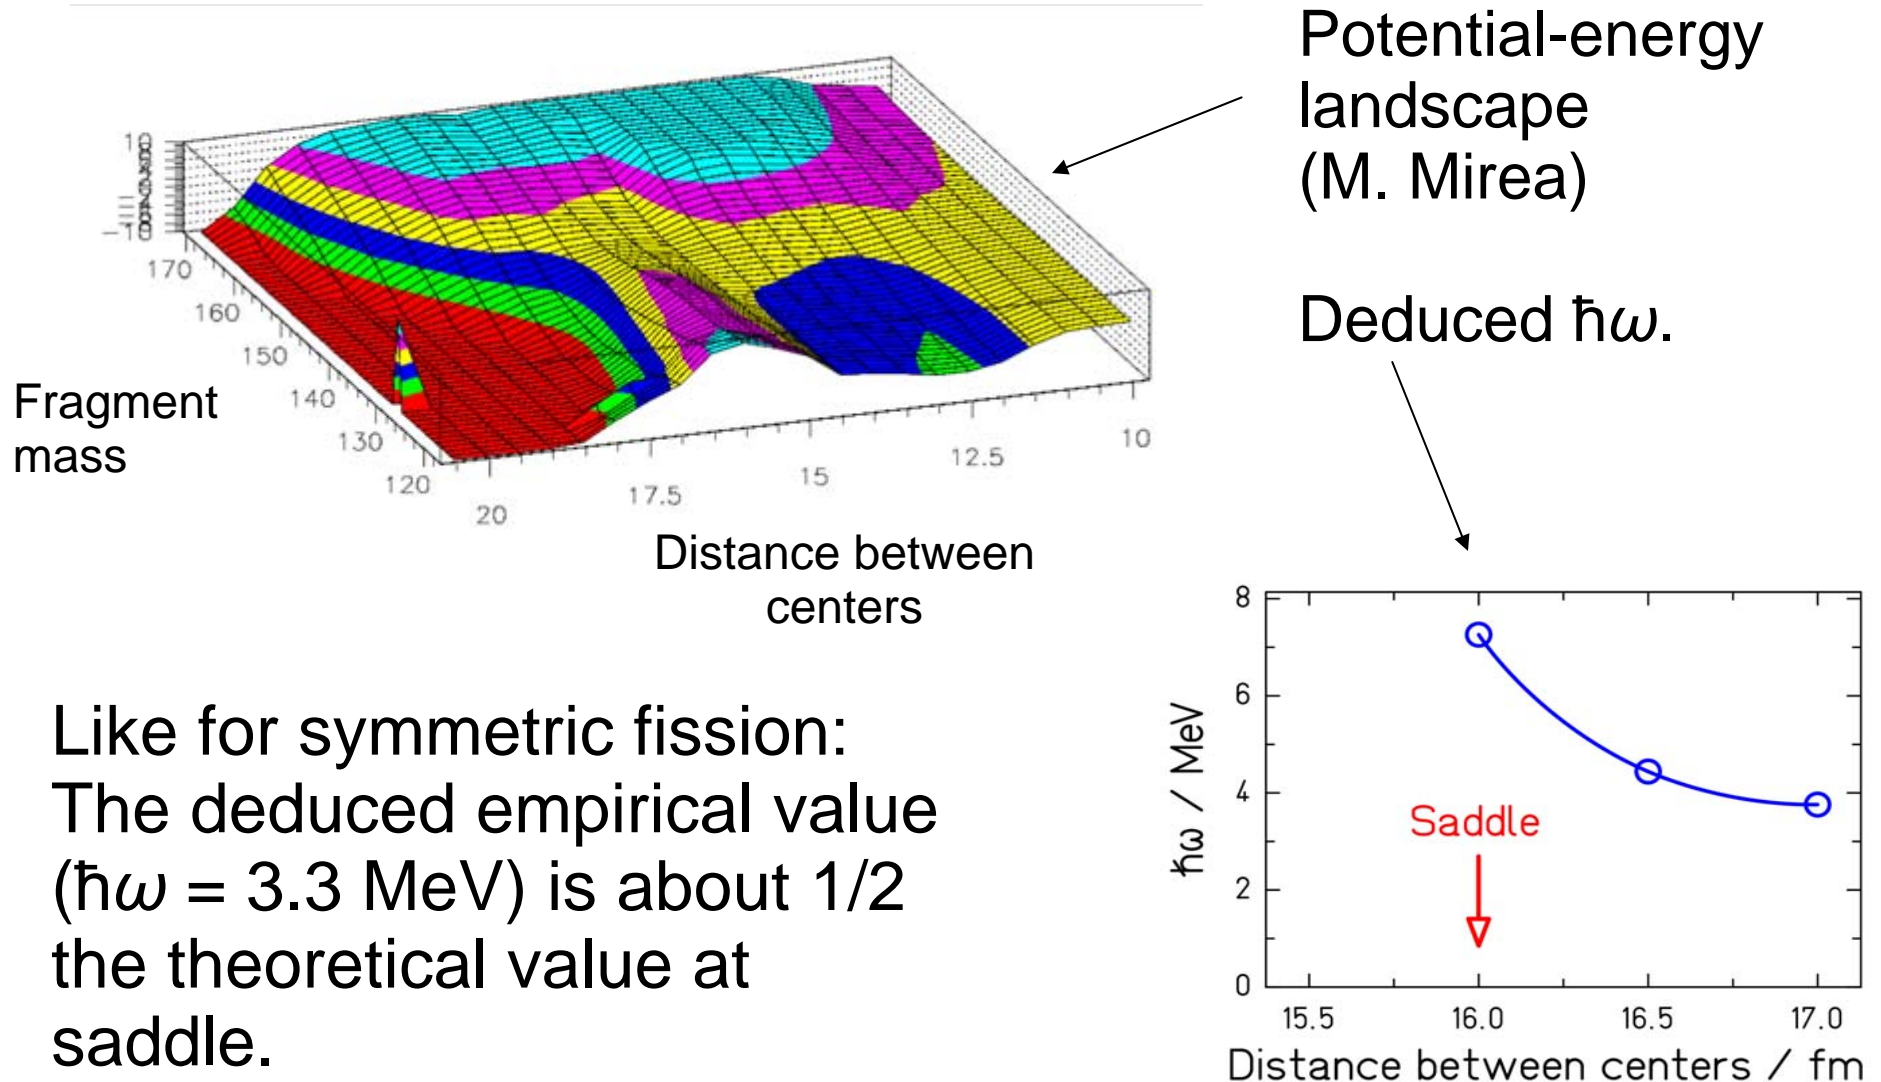 Potential-energy
landscape
(M. Mirea)
Deduced ħω.
10
-10
170
160
150
140
130
120
20
17.5
15
12.5
10
Fragment
mass
Distance between
centers
Like for symmetric fission:
The deduced empirical value
(ħω = 3.3 MeV) is about 1/2
the theoretical value at
saddle.
8
6
4
2
0
ħω / MeV
Saddle
15.5
16.0
16.5
17.0
Distance between centers / fm